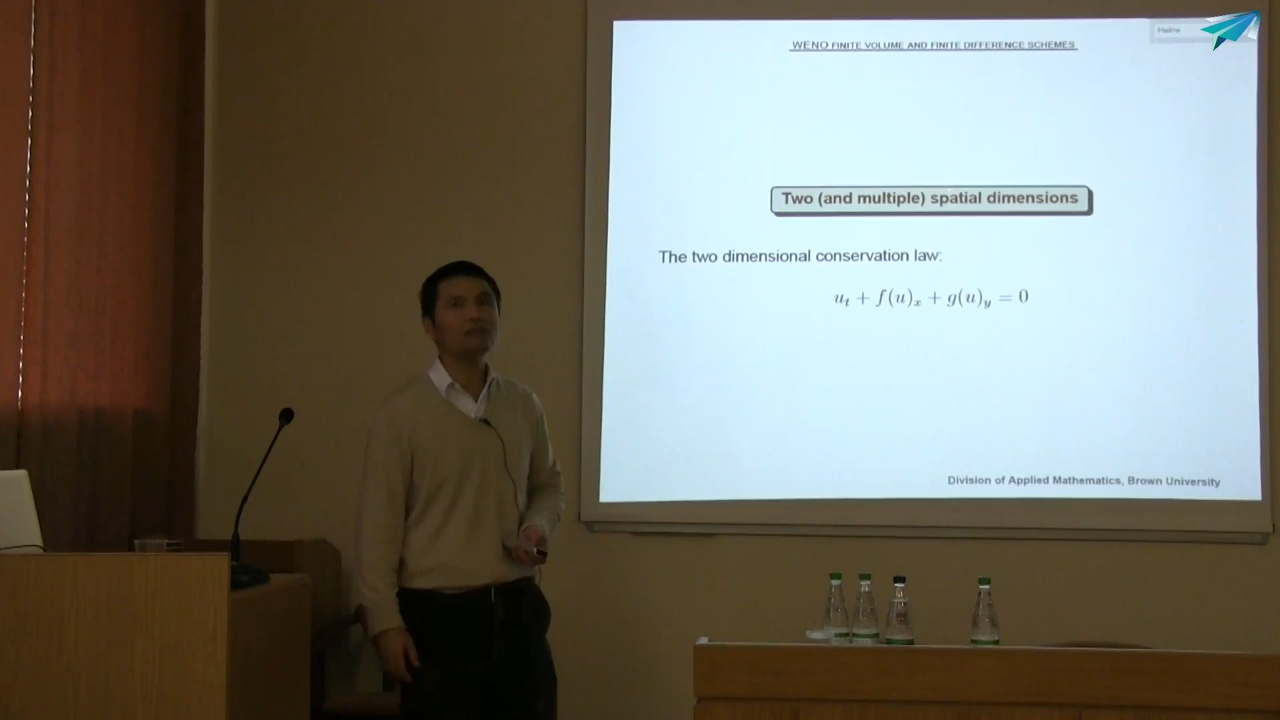 WENO FINITE VOLUME AND FINITE DIFFERENCE SCHEMES
Two (and multiple) spatial dimensions
The two dimensional conservation law:
u_t + f(u)_x + g(u)_y = 0
Division of Applied Mathematics, Brown University